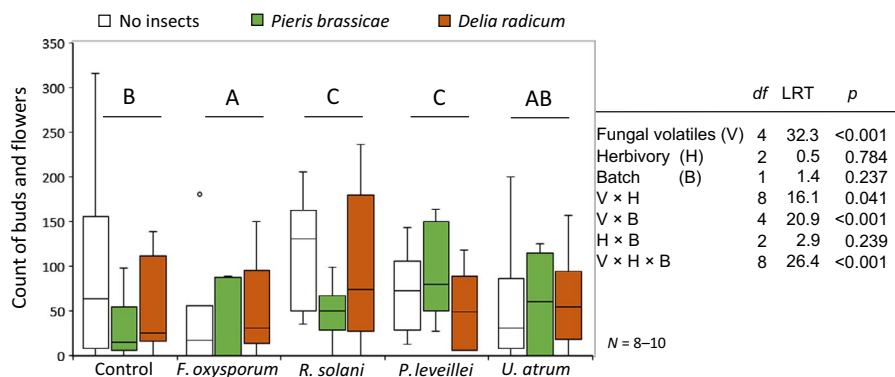 No insects Pieris brassicae Delia radicum
Count of buds and flowers
350
300
250
200
150
100
50
0
B A C C AB
Control F. oxysporum R. solani P. leveillei U. atrum
df LRT p
Fungal volatiles (V) 4 32.3 <0.001
Herbivory (H) 2 0.5 0.784
Batch (B) 1 1.4 0.237
V × H 8 16.1 0.041
V × B 4 20.9 <0.001
H × B 2 2.9 0.239
V × H × B 8 26.4 <0.001
N = 8–10